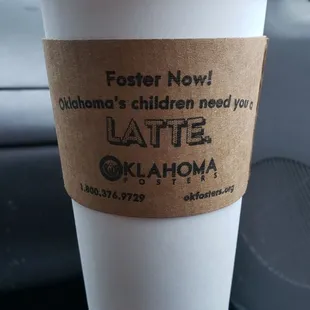 Foster Now!
Oklahoma's children need you a
LATTE.
OKLAHOMA
FOSTERS
1.800.376.9729 okfosters.org